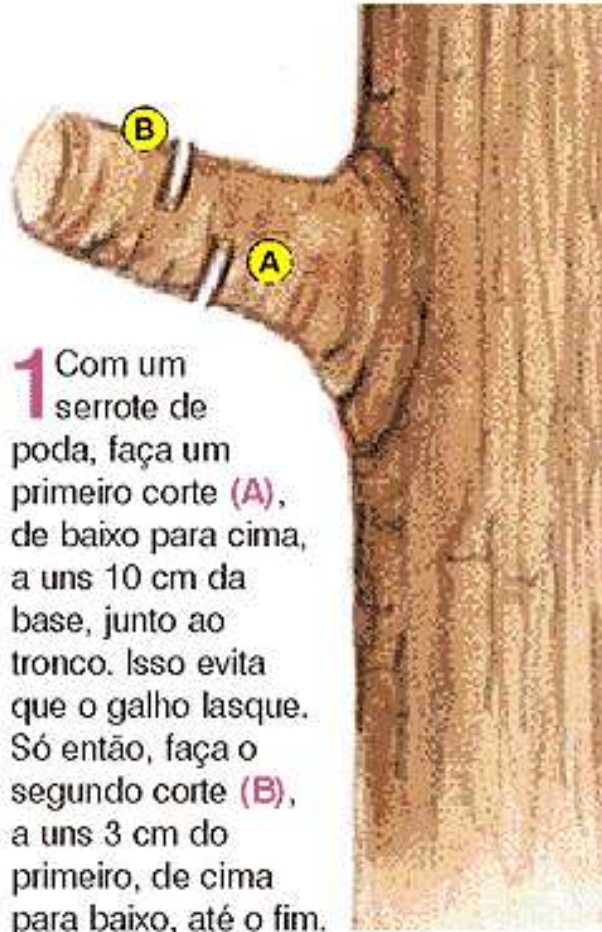 B
A
1 Com um
serrote de
poda, faça um
primeiro corte (A),
de baixo para cima,
a uns 10 cm da
base, junto ao
tronco. Isso evita
que o galho lasque.
Só então, faça o
segundo corte (B),
a uns 3 cm do
primeiro, de cima
para baixo, até o fim.